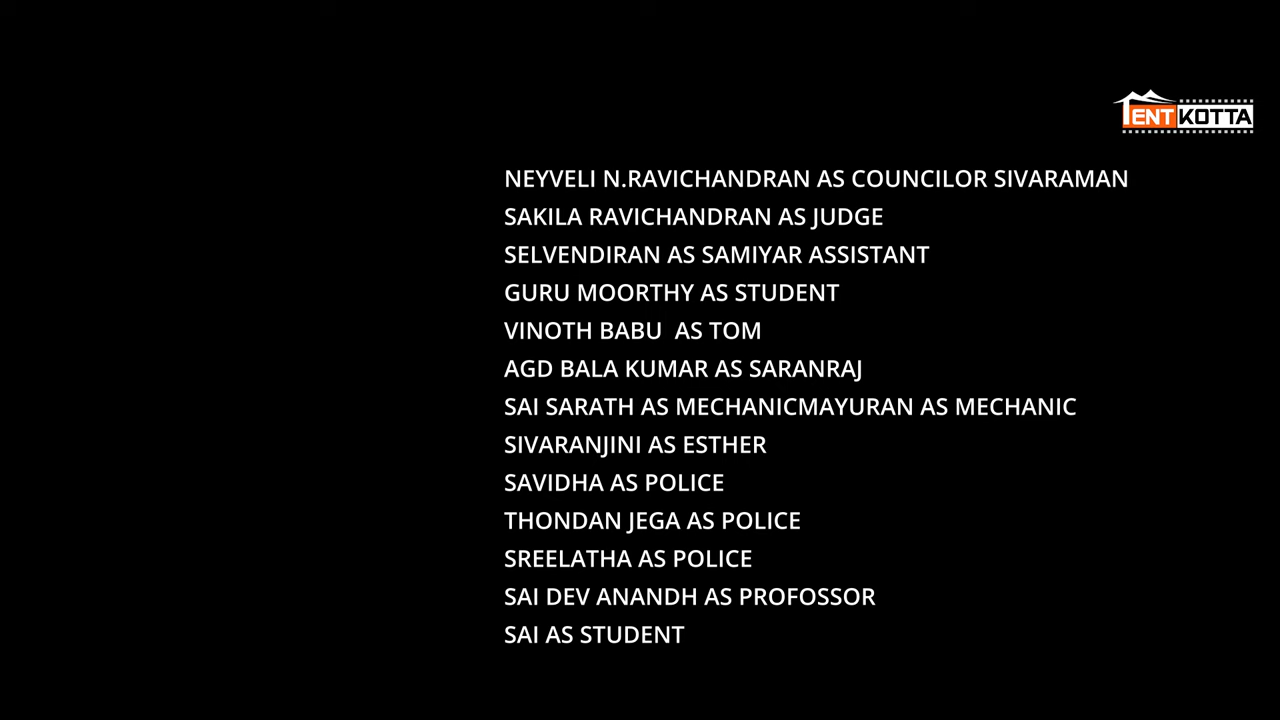 TENTKOTTA
NEYVELI N.RAVICHANDRAN AS COUNCILOR SIVARAMAN
SAKILA RAVICHANDRAN AS JUDGE
SELVENDIRAN AS SAMIYAR ASSISTANT
GURU MOORTHY AS STUDENT
VINOTH BABU  AS TOM
AGD BALA KUMAR AS SARANRAJ
SAI SARATH AS MECHANICMAYURAN AS MECHANIC
SIVARANJINI AS ESTHER
SAVIDHA AS POLICE
THONDAN JEGA AS POLICE
SREELATHA AS POLICE
SAI DEV ANANDH AS PROFOSSOR
SAI AS STUDENT